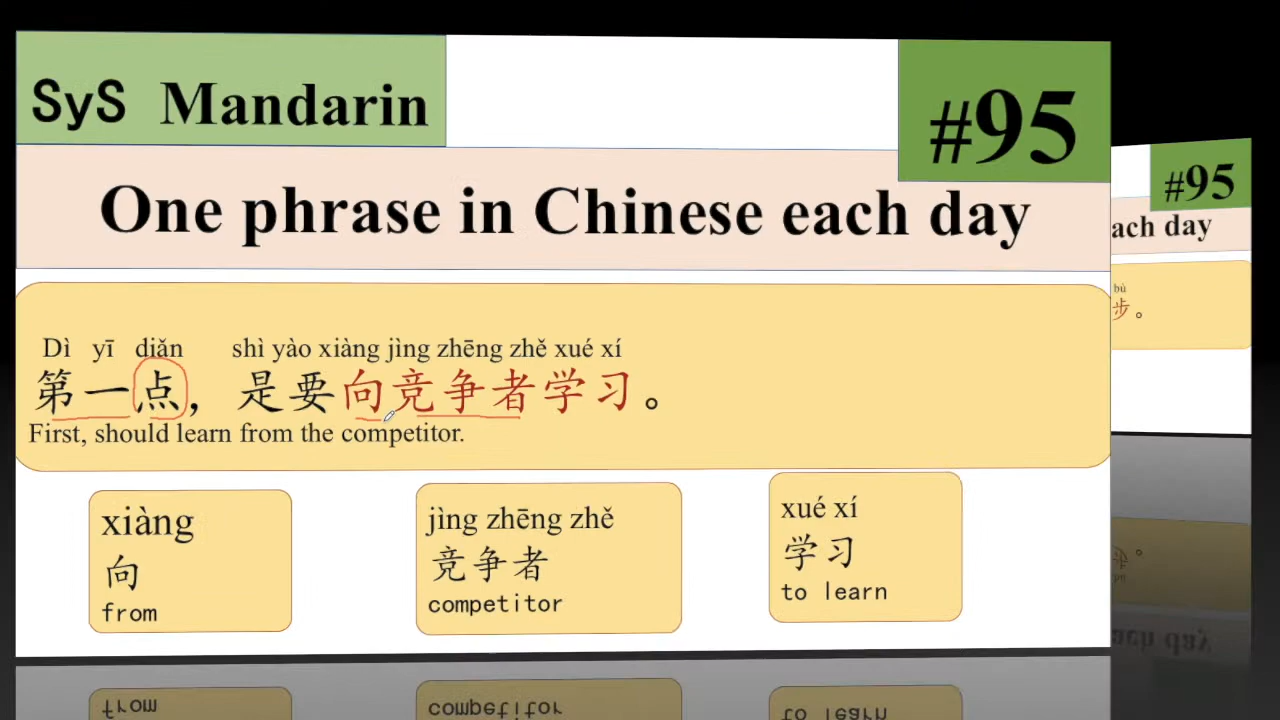 SyS Mandarin
#95
One phrase in Chinese each day
Dì yī diǎn shì yào xiàng jìng zhēng zhě xué xí
第一点，是要向竞争者学习。
First, should learn from the competitor.
xiàng
向
from
jìng zhēng zhě
竞争者
competitor
xué xí
学习
to learn
#95
ach day
bù
步。